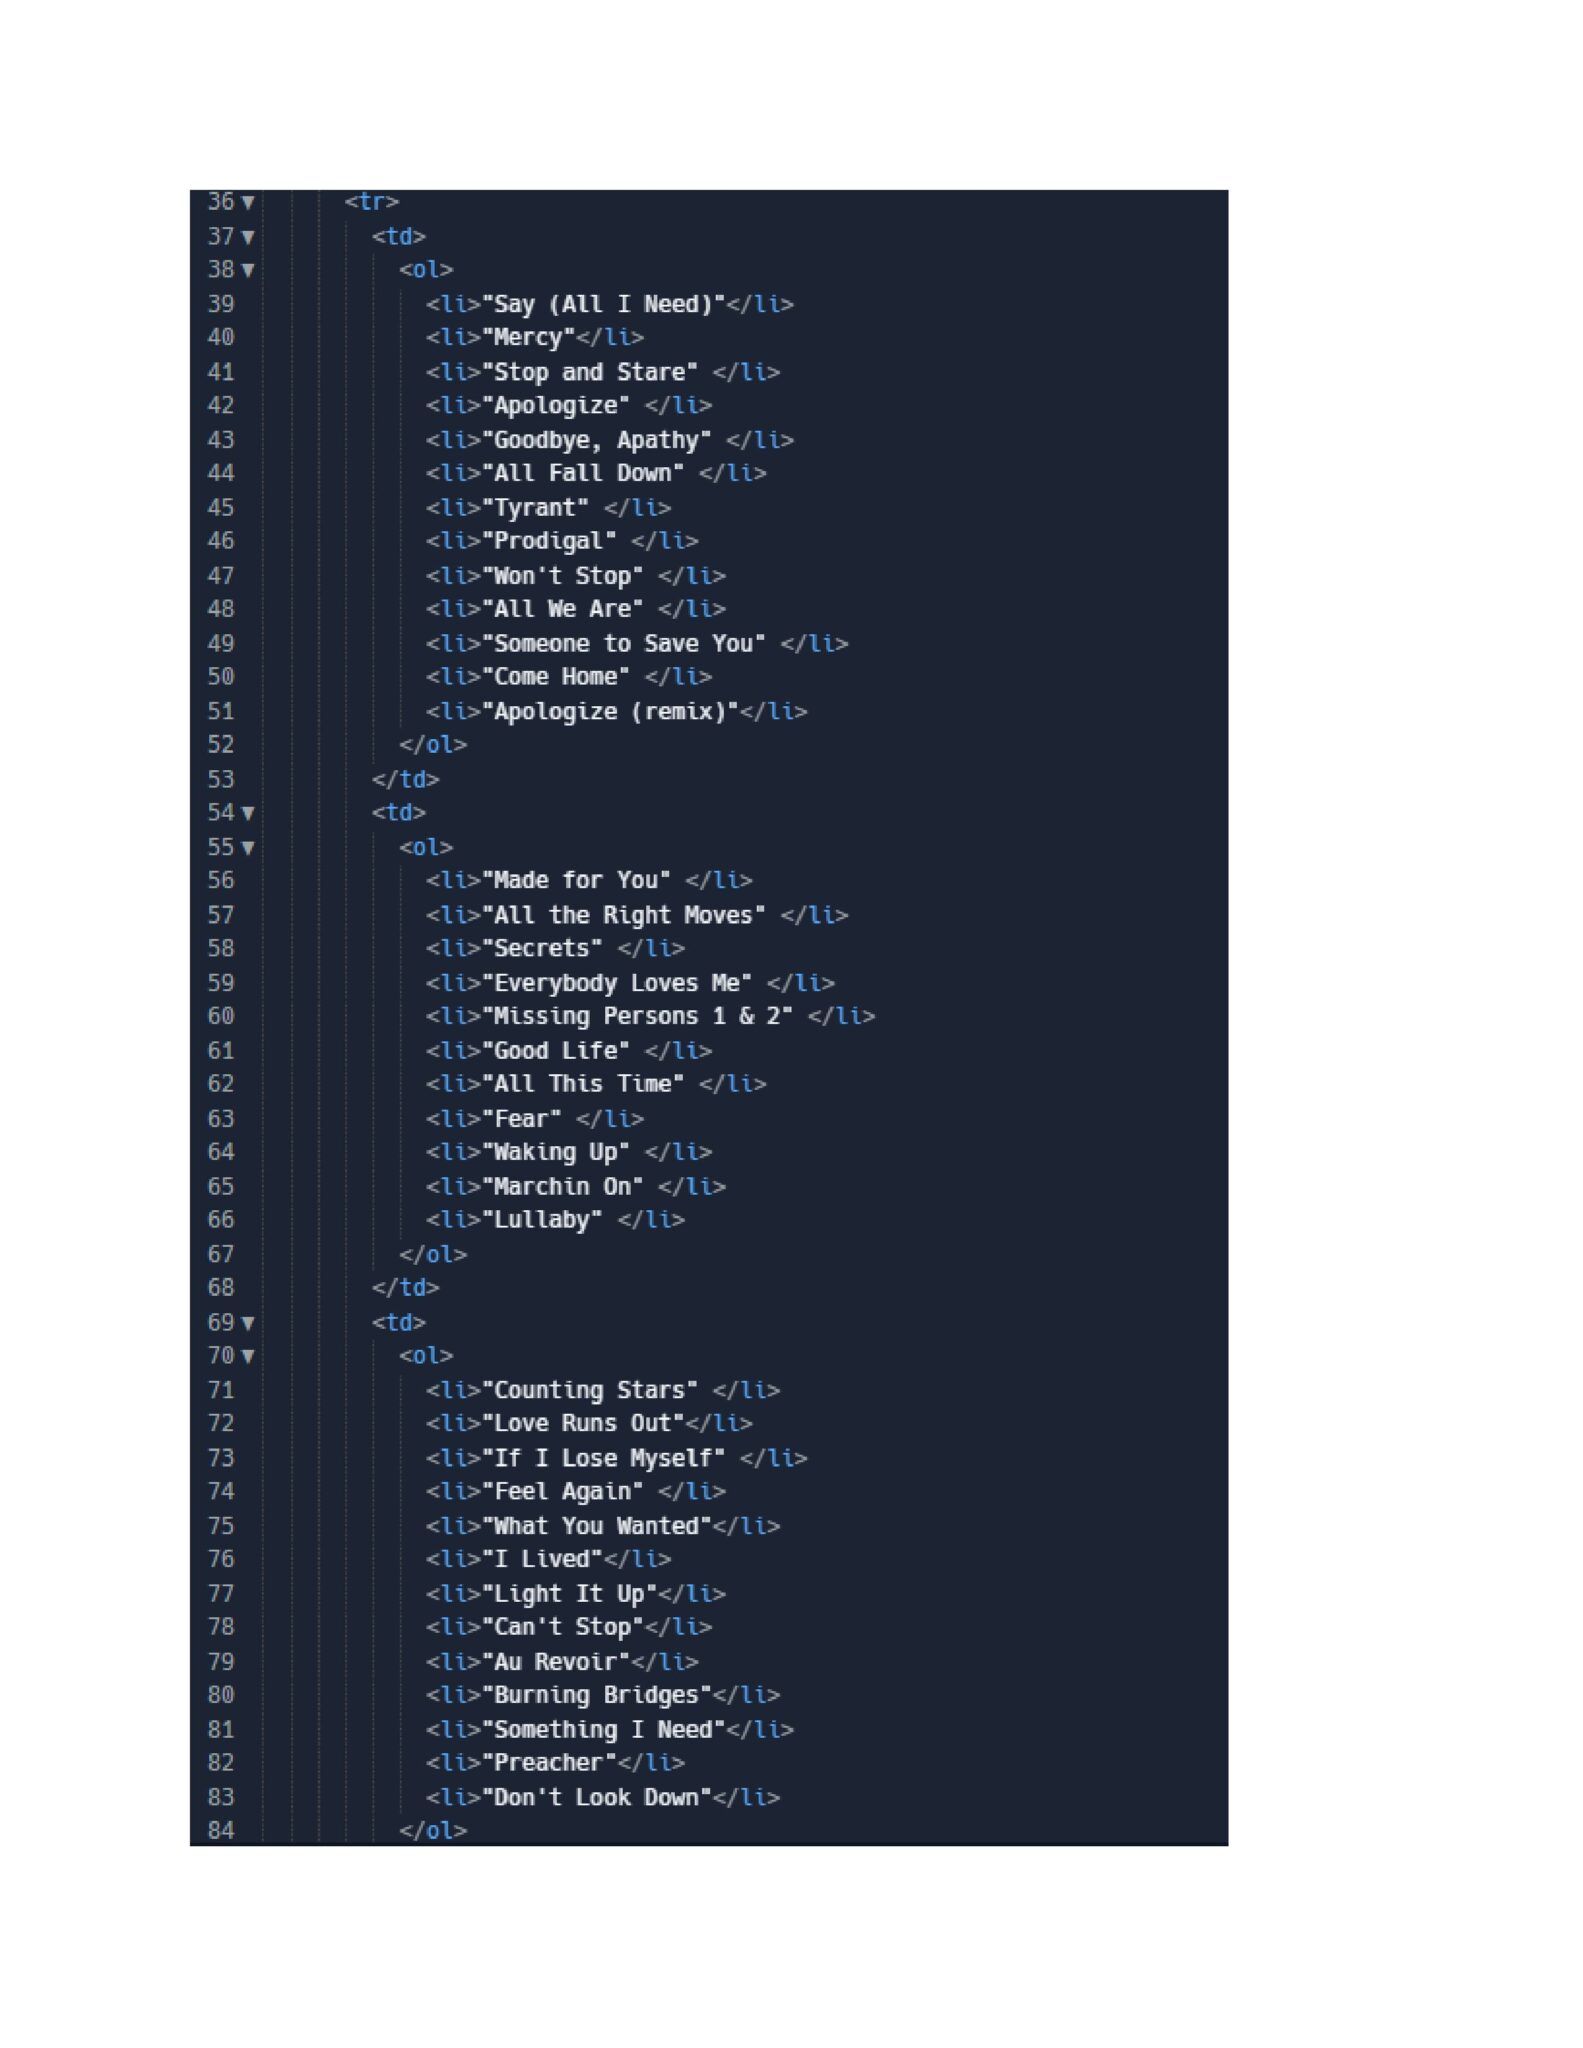 36 ▼ <tr>
37 ▼ <td>
38 ▼ <ol>
39 <li>"Say (All I Need)"</li>
40 <li>"Mercy"</li>
41 <li>"Stop and Stare" </li>
42 <li>"Apologize" </li>
43 <li>"Goodbye, Apathy" </li>
44 <li>"All Fall Down" </li>
45 <li>"Tyrant" </li>
46 <li>"Prodigal" </li>
47 <li>"Won't Stop" </li>
48 <li>"All We Are" </li>
49 <li>"Someone to Save You" </li>
50 <li>"Come Home" </li>
51 <li>"Apologize (remix)"</li>
52 </ol>
53 </td>
54 ▼ <td>
55 ▼ <ol>
56 <li>"Made for You" </li>
57 <li>"All the Right Moves" </li>
58 <li>"Secrets" </li>
59 <li>"Everybody Loves Me" </li>
60 <li>"Missing Persons 1 & 2" </li>
61 <li>"Good Life" </li>
62 <li>"All This Time" </li>
63 <li>"Fear" </li>
64 <li>"Waking Up" </li>
65 <li>"Marchin On" </li>
66 <li>"Lullaby" </li>
67 </ol>
68 </td>
69 ▼ <td>
70 ▼ <ol>
71 <li>"Counting Stars" </li>
72 <li>"Love Runs Out"</li>
73 <li>"If I Lose Myself" </li>
74 <li>"Feel Again" </li>
75 <li>"What You Wanted"</li>
76 <li>"I Lived"</li>
77 <li>"Light It Up"</li>
78 <li>"Can't Stop"</li>
79 <li>"Au Revoir"</li>
80 <li>"Burning Bridges"</li>
81 <li>"Something I Need"</li>
82 <li>"Preacher"</li>
83 <li>"Don't Look Down"</li>
84 </ol>